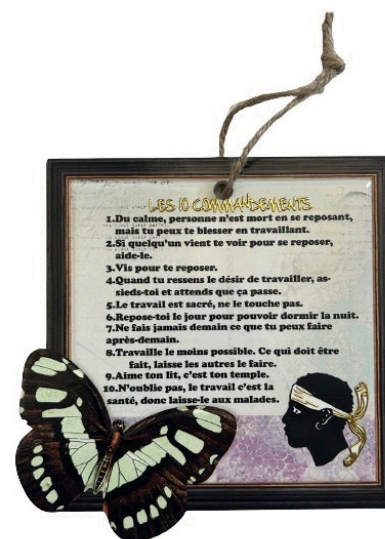 LES 10 COMMANDEMENTS
1.Du calme, personne n'est mort en se reposant,
mais tu peux te blesser en travaillant.
2.Si quelqu'un vient te voir pour se reposer,
aide-le.
3.Vis pour te reposer.
4.Quand tu ressens le désir de travailler, as-
sieds-toi et attends que ça passe.
5.Le travail est sacré, ne le touche pas.
6.Repose-toi le jour pour pouvoir dormir la nuit.
7.Ne fais jamais demain ce que tu peux faire
après-demain.
8.Travaille le moins possible. Ce qui doit être
fait, laisse les autres le faire.
9.Aime ton lit, c'est ton temple.
10.N'oublie pas, le travail c'est la
santé, donc laisse-le aux malades.